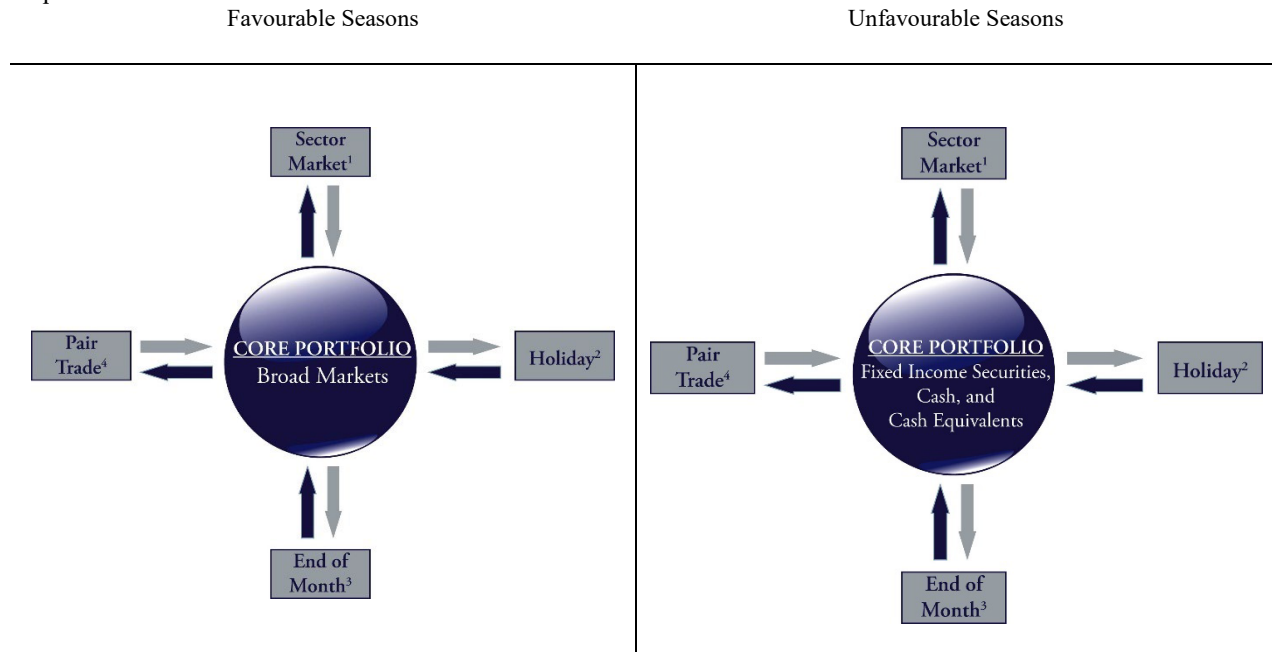 Favourable Seasons
Unfavourable Seasons
Sector
Market¹
Pair
Trade⁴
CORE PORTFOLIO
Broad Markets
Holiday²
End of
Month³
Sector
Market¹
Pair
Trade⁴
CORE PORTFOLIO
Fixed Income Securities,
Cash, and
Cash Equivalents
Holiday²
End of
Month³